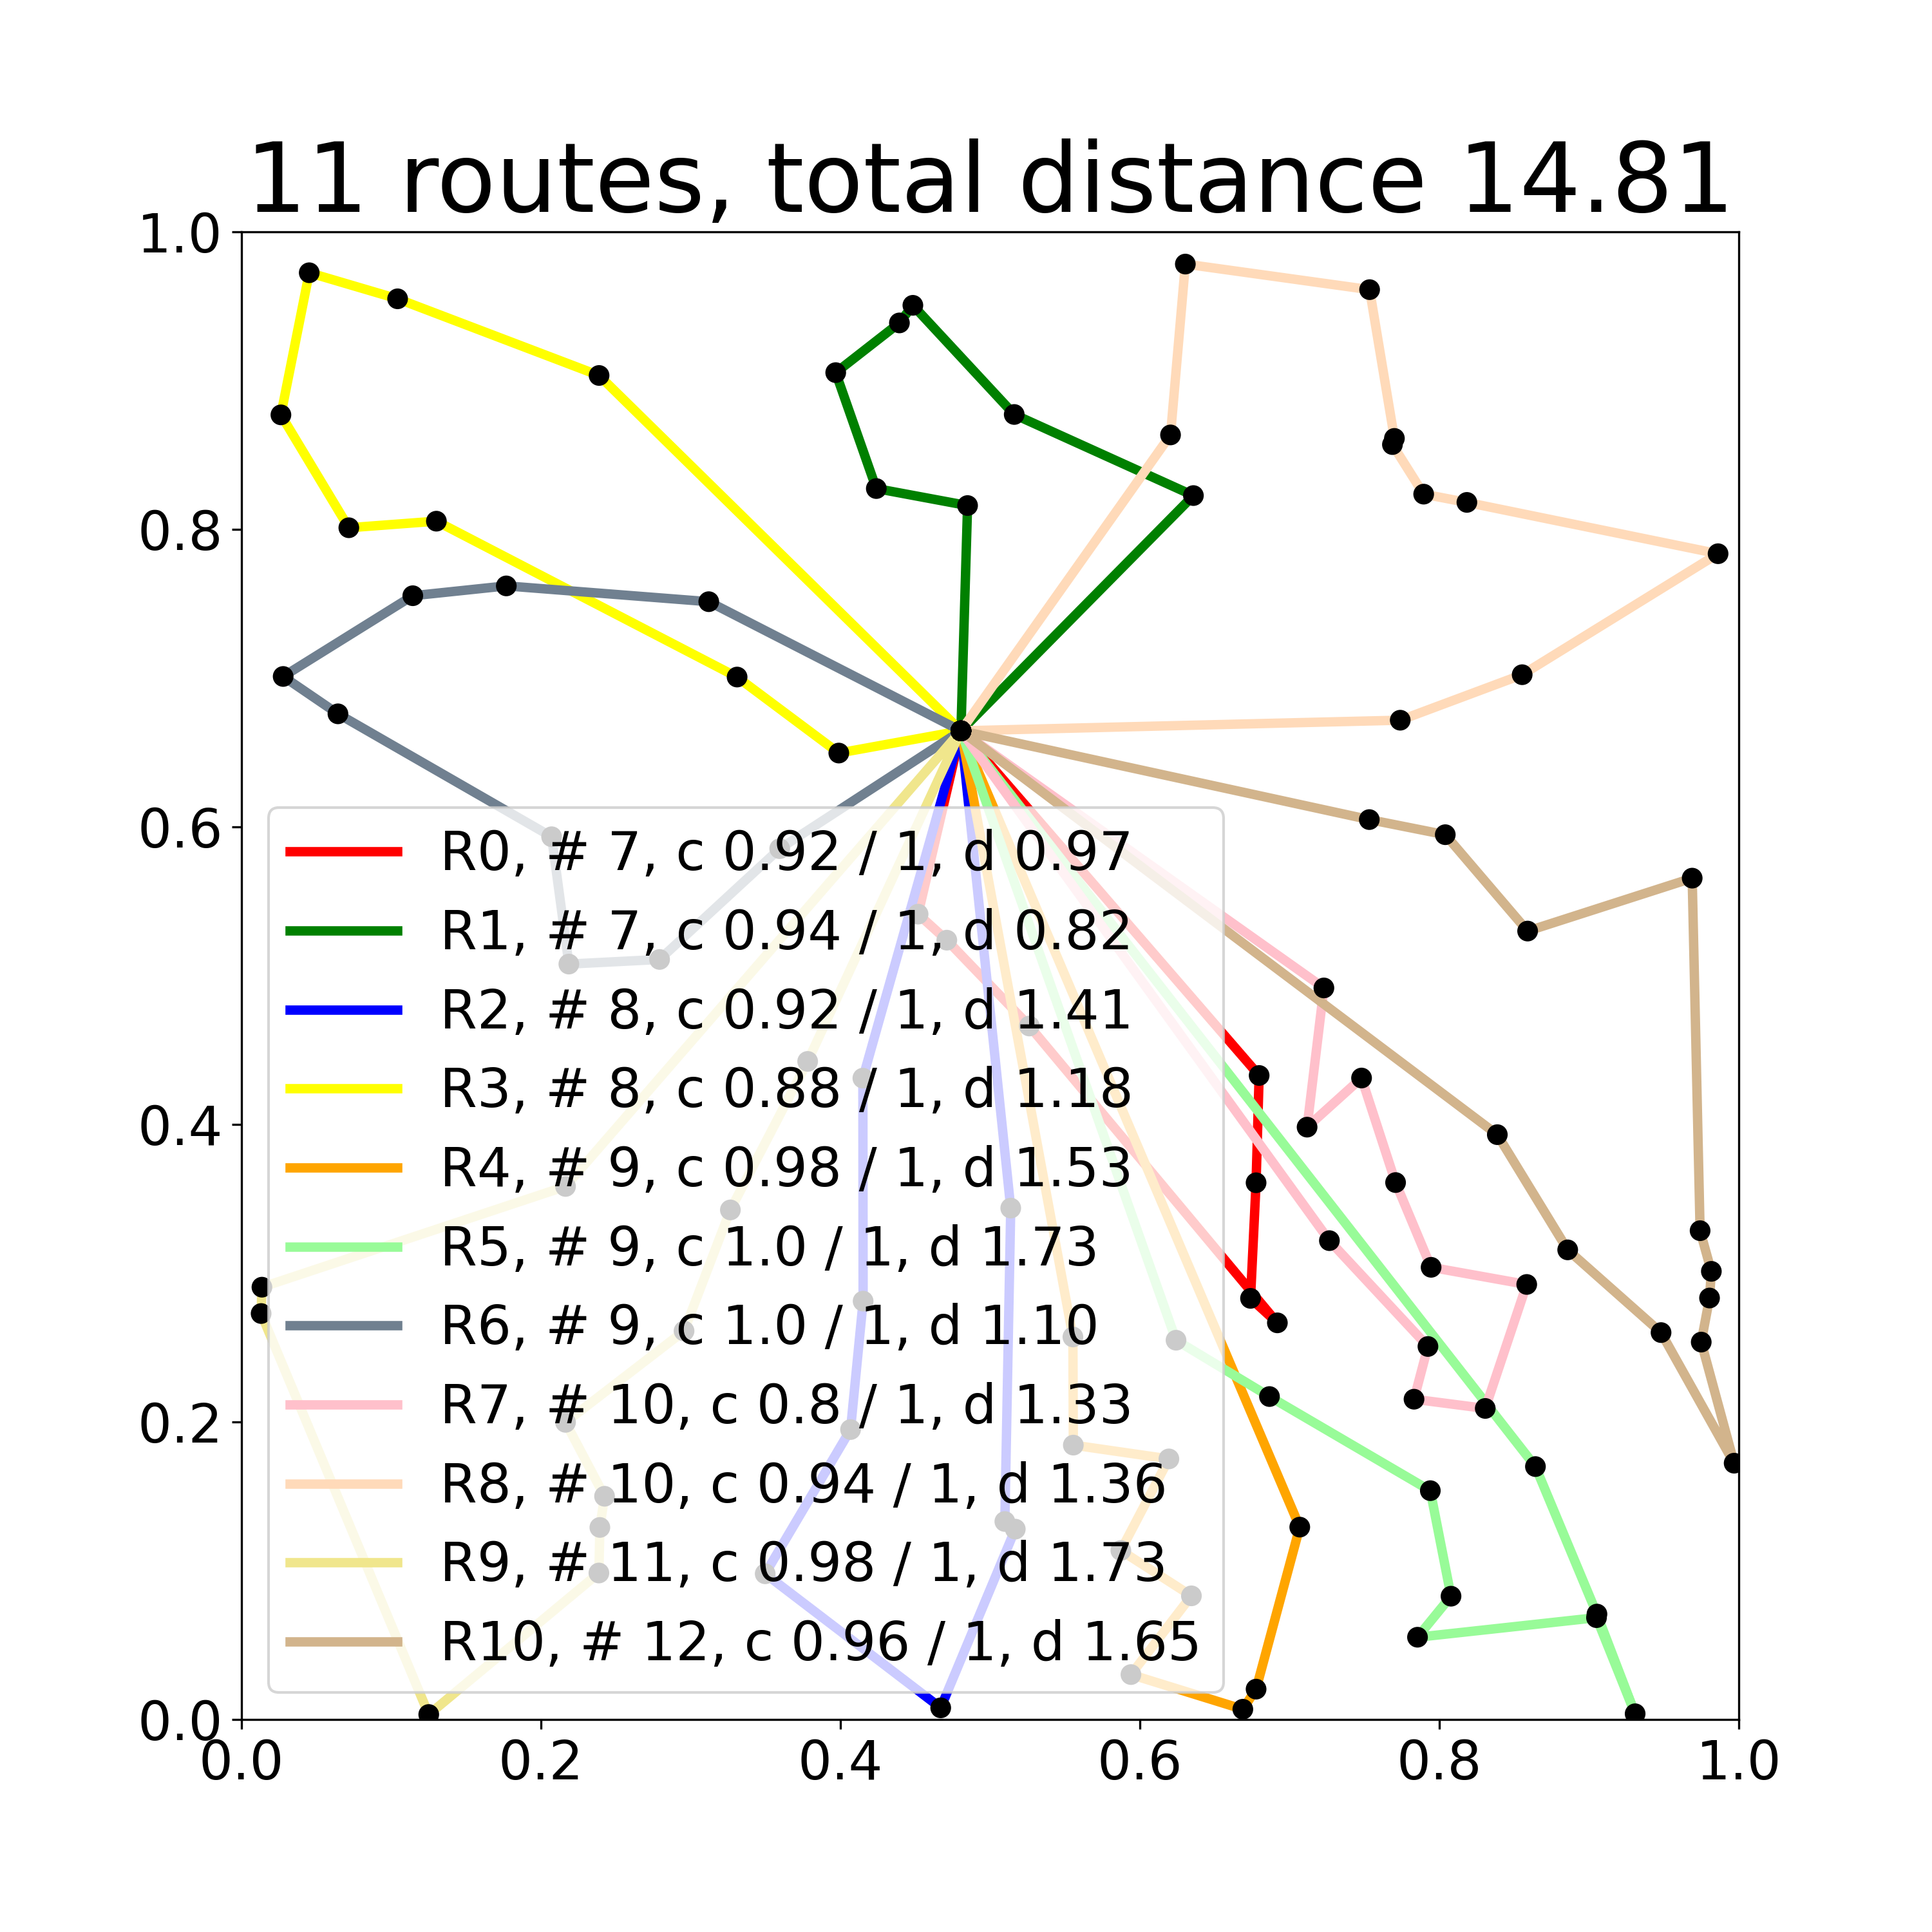 11 routes, total distance 14.81
1.0
0.8
0.6
0.4
0.2
0.0
R0, # 7, c 0.92 / 1, d 0.97
R1, # 7, c 0.94 / 1, d 0.82
R2, # 8, c 0.92 / 1, d 1.41
R3, # 8, c 0.88 / 1, d 1.18
R4, # 9, c 0.98 / 1, d 1.53
R5, # 9, c 1.0 / 1, d 1.73
R6, # 9, c 1.0 / 1, d 1.10
R7, # 10, c 0.8 / 1, d 1.33
R8, # 10, c 0.94 / 1, d 1.36
R9, # 11, c 0.98 / 1, d 1.73
R10, # 12, c 0.96 / 1, d 1.65
0.0 0.2 0.4 0.6 0.8 1.0